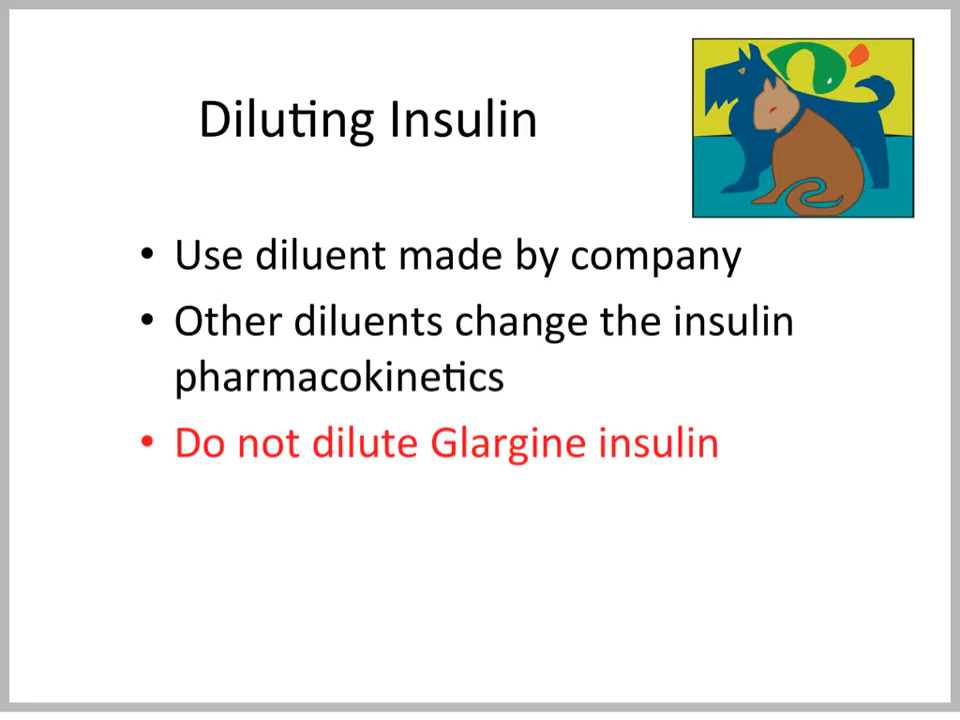 Diluting Insulin
• Use diluent made by company
• Other diluents change the insulin
pharmacokinetics
• Do not dilute Glargine insulin